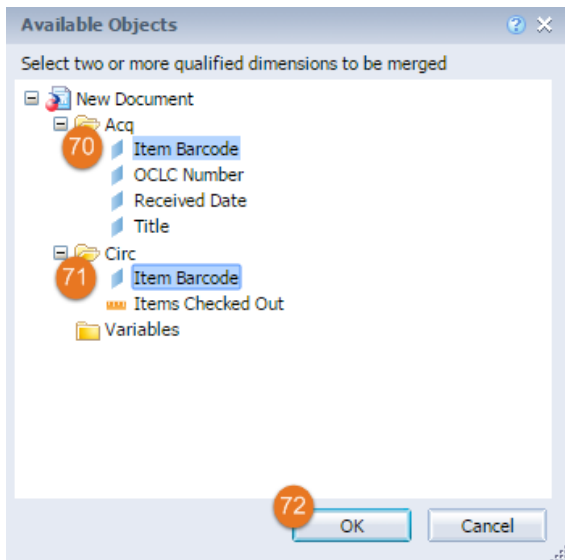 Available Objects
Select two or more qualified dimensions to be merged
New Document
Acq
70
Item Barcode
OCLC Number
Received Date
Title
Circ
71
Item Barcode
Items Checked Out
Variables
72
OK Cancel